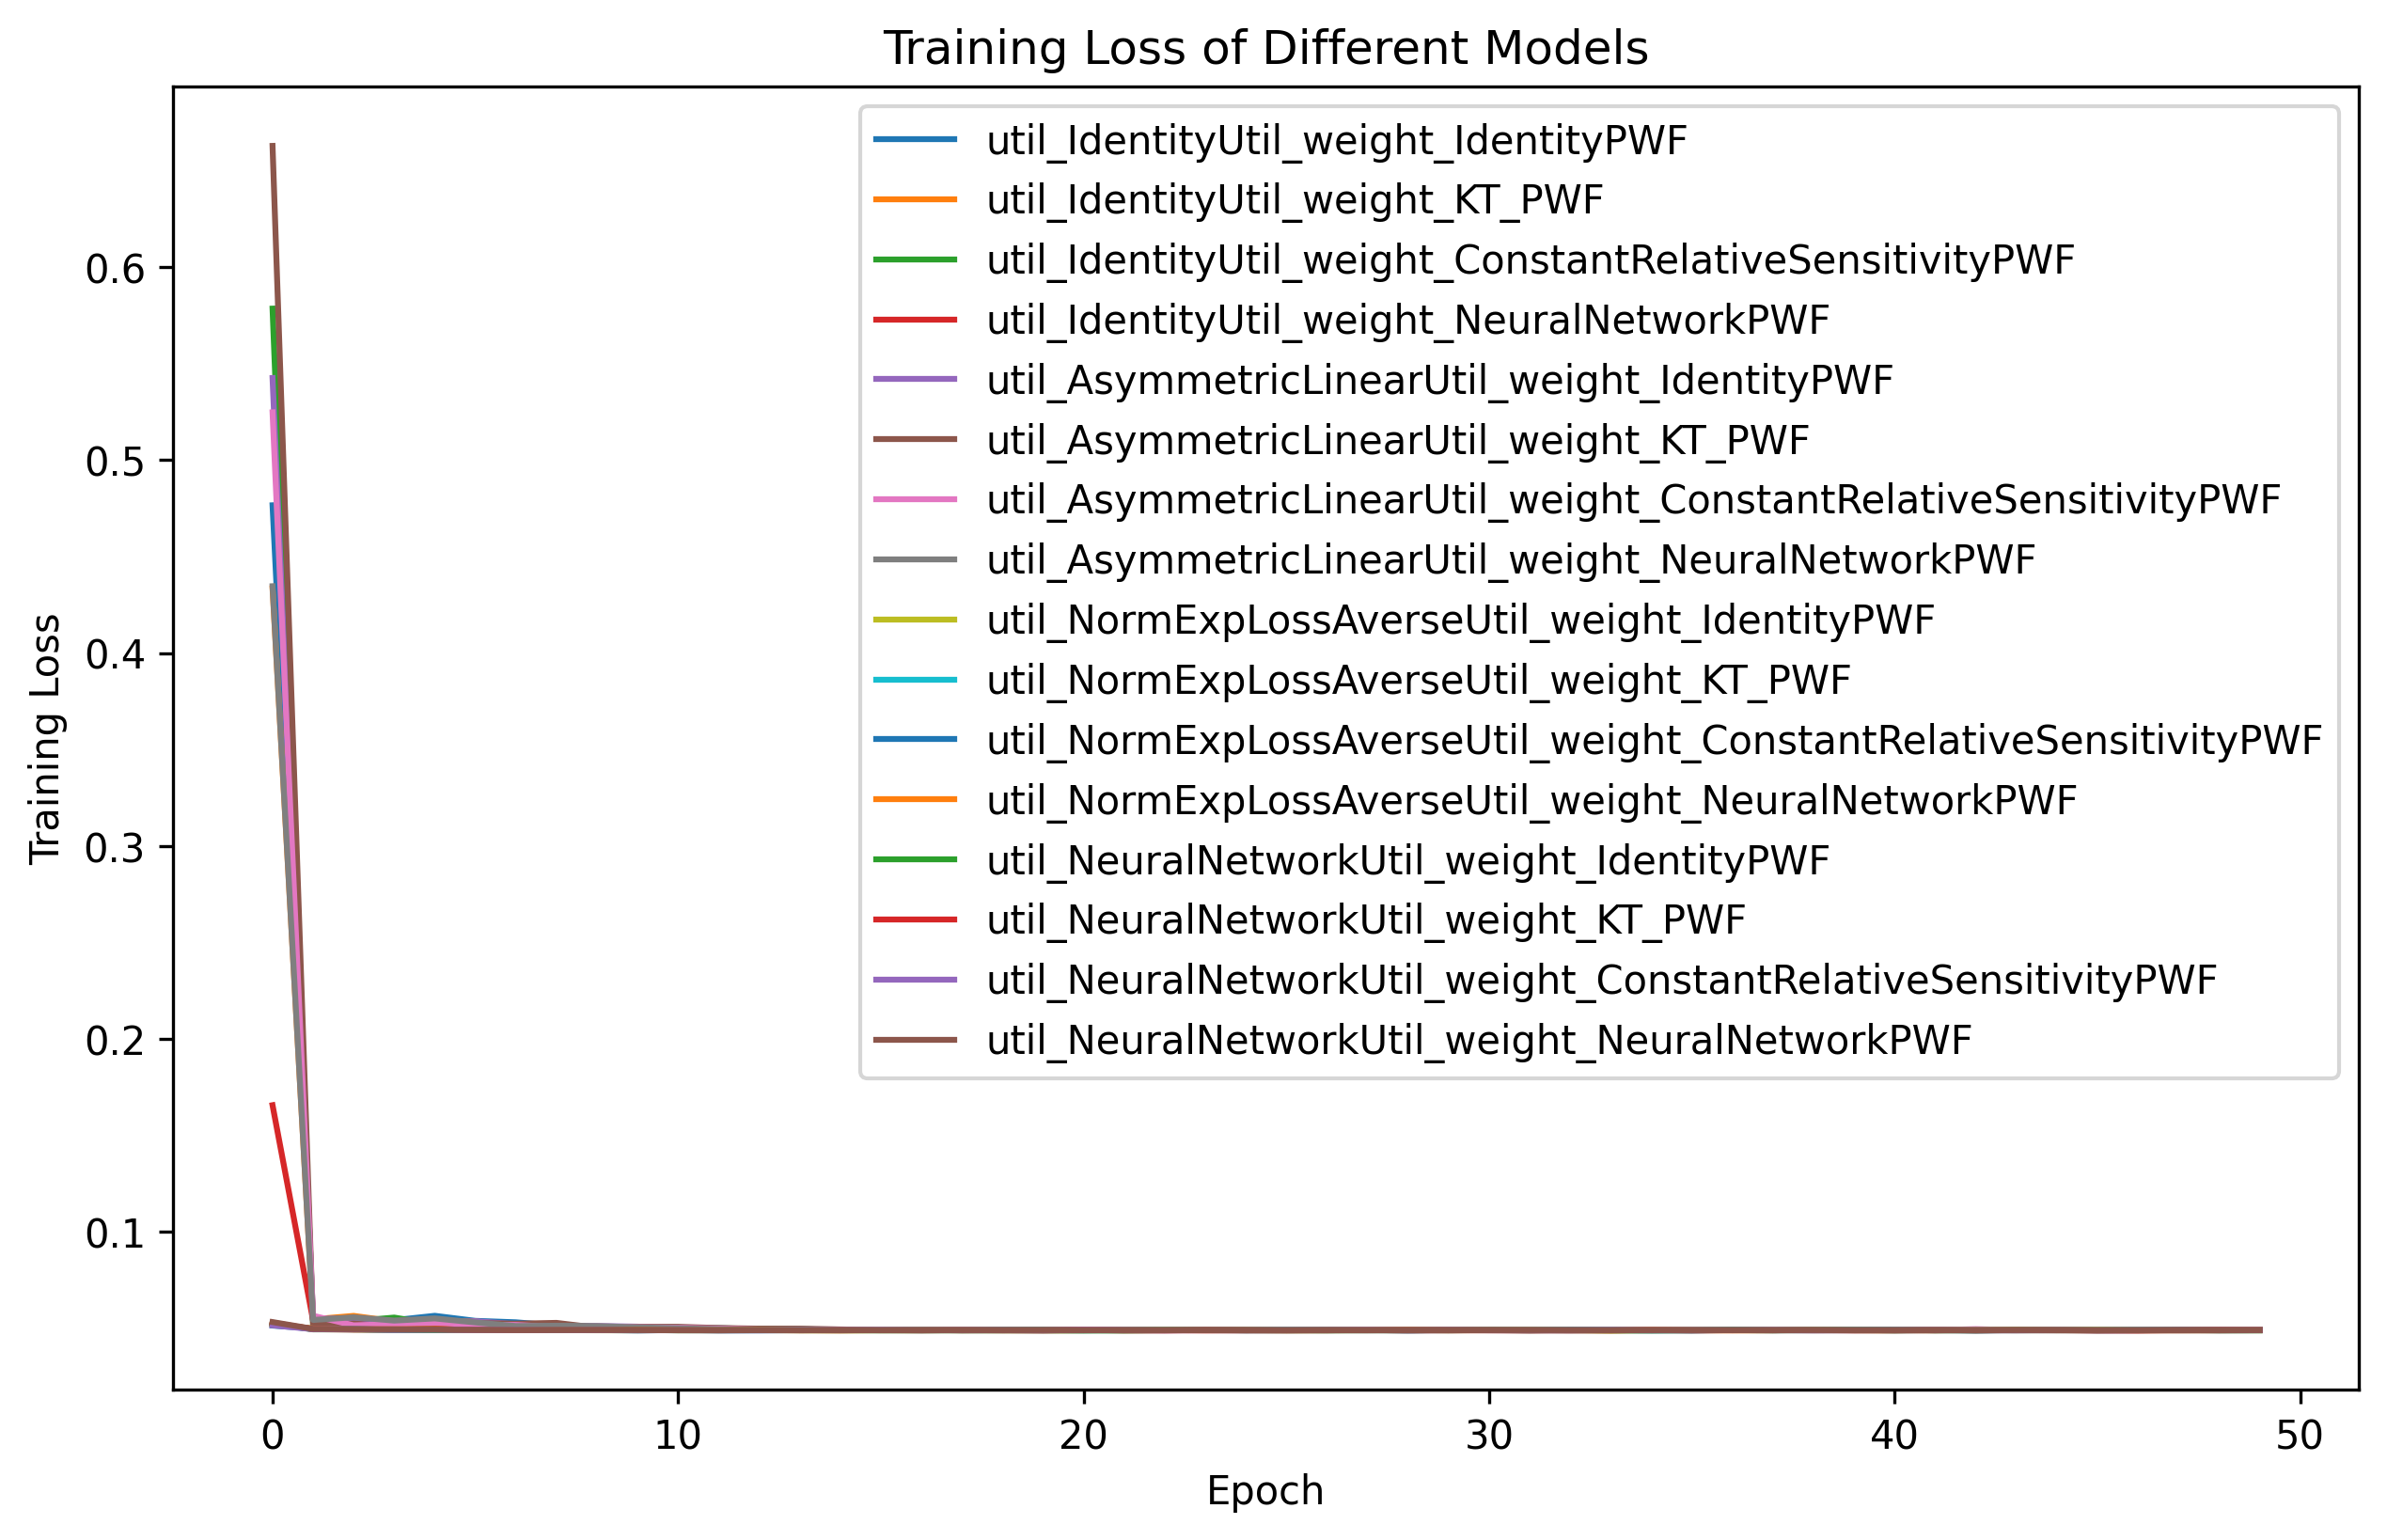 Training Loss of Different Models
util_IdentityUtil_weight_IdentityPWF
util_IdentityUtil_weight_KT_PWF
util_IdentityUtil_weight_ConstantRelativeSensitivityPWF
util_IdentityUtil_weight_NeuralNetworkPWF
util_AsymmetricLinearUtil_weight_IdentityPWF
util_AsymmetricLinearUtil_weight_KT_PWF
util_AsymmetricLinearUtil_weight_ConstantRelativeSensitivityPWF
util_AsymmetricLinearUtil_weight_NeuralNetworkPWF
util_NormExpLossAverseUtil_weight_IdentityPWF
util_NormExpLossAverseUtil_weight_KT_PWF
util_NormExpLossAverseUtil_weight_ConstantRelativeSensitivityPWF
util_NormExpLossAverseUtil_weight_NeuralNetworkPWF
util_NeuralNetworkUtil_weight_IdentityPWF
util_NeuralNetworkUtil_weight_KT_PWF
util_NeuralNetworkUtil_weight_ConstantRelativeSensitivityPWF
util_NeuralNetworkUtil_weight_NeuralNetworkPWF
Training Loss
0.6
0.5
0.4
0.3
0.2
0.1
0 10 20 30 40 50
Epoch